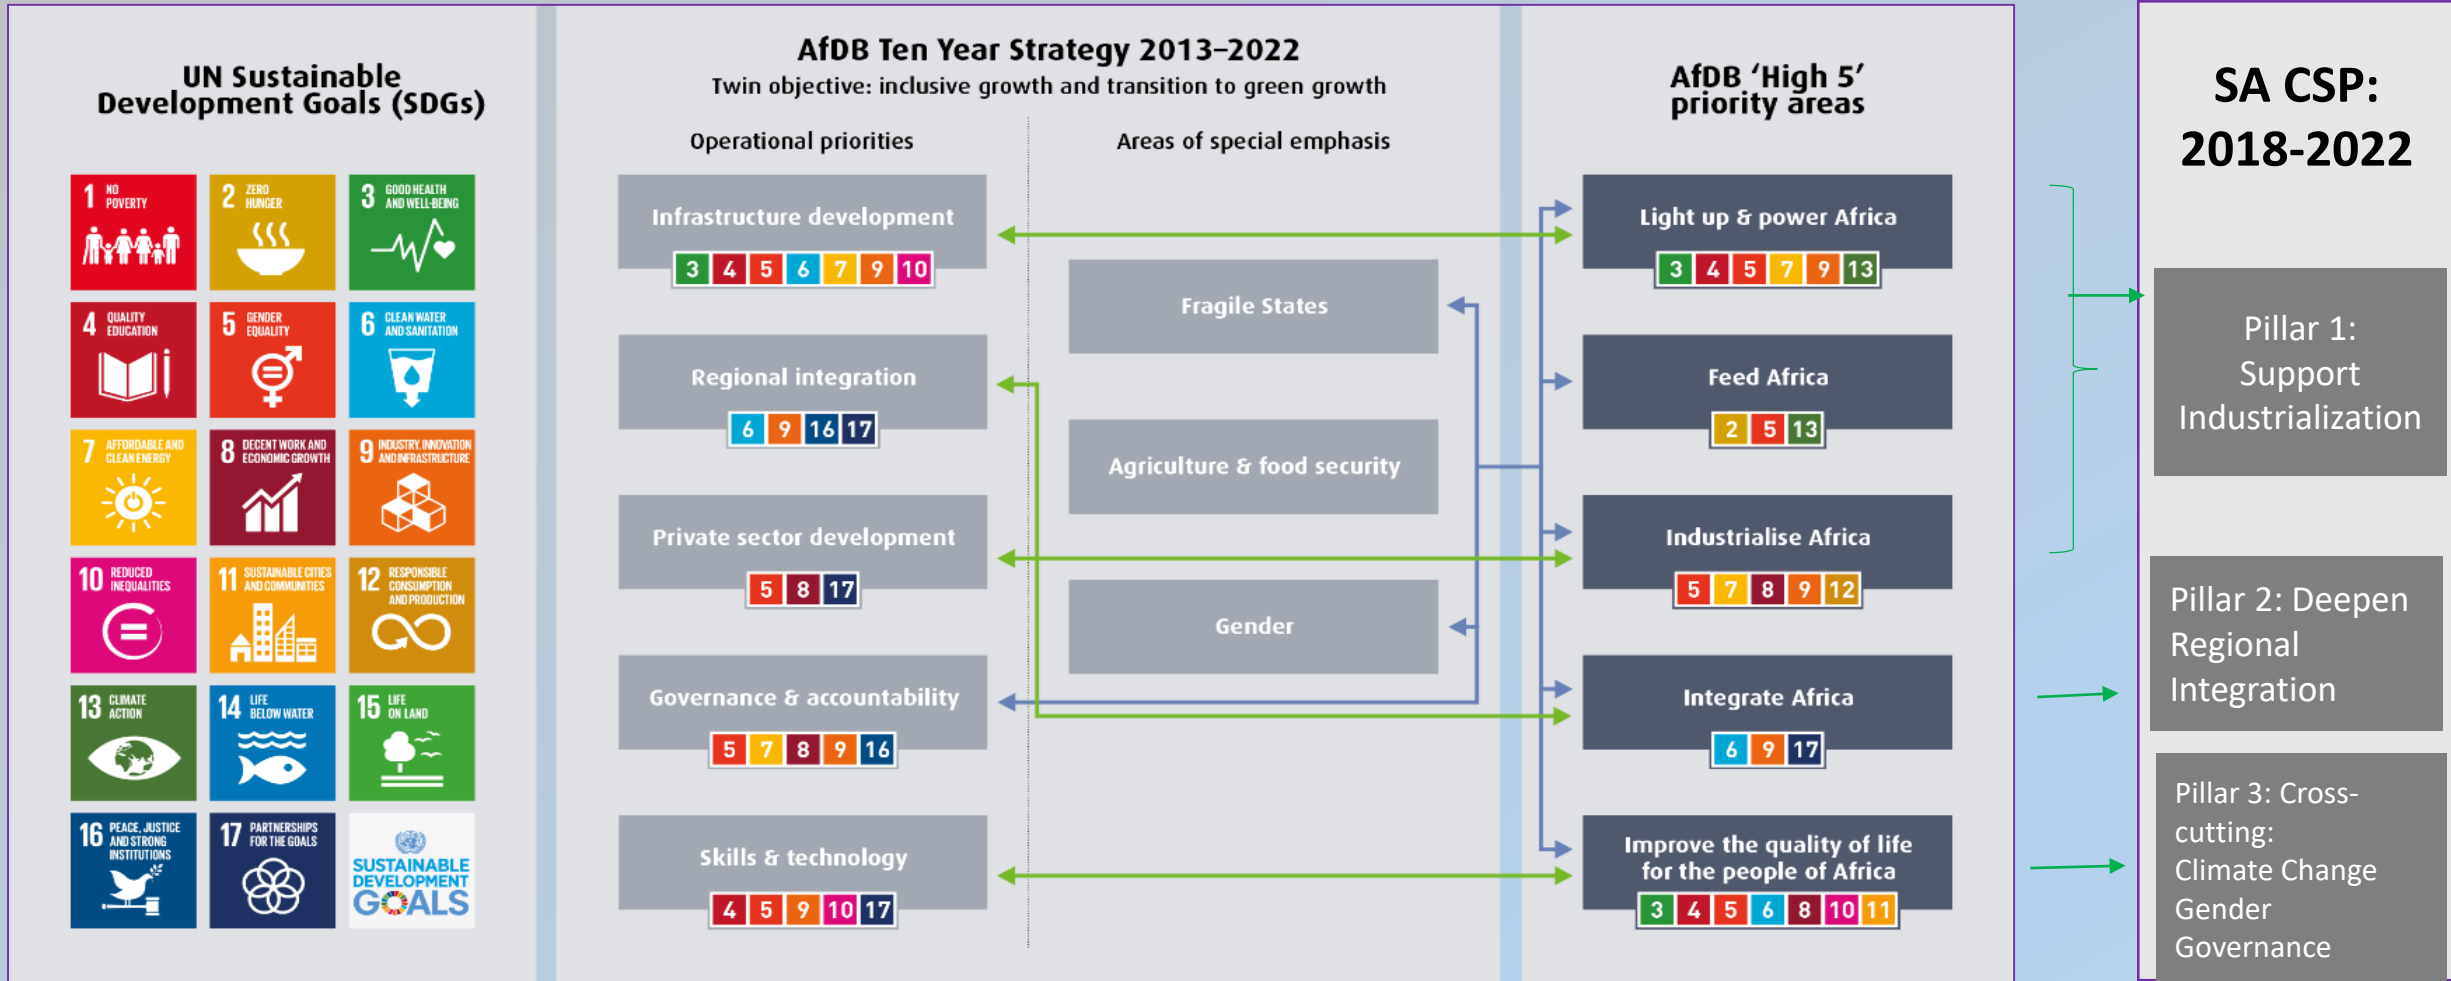 UN Sustainable
Development Goals (SDGs)
1 NO
POVERTY
2 ZERO
HUNGER
3 GOOD HEALTH
AND WELL-BEING
4 QUALITY
EDUCATION
5 GENDER
EQUALITY
6 CLEAN WATER
AND SANITATION
7 AFFORDABLE AND
CLEAN ENERGY
8 DECENT WORK AND
ECONOMIC GROWTH
9 INDUSTRY, INNOVATION
AND INFRASTRUCTURE
10 REDUCED
INEQUALITIES
11 SUSTAINABLE CITIES
AND COMMUNITIES
12 RESPONSIBLE
CONSUMPTION
AND PRODUCTION
13 CLIMATE
ACTION
14 LIFE
BELOW WATER
15 LIFE
ON LAND
16 PEACE, JUSTICE
AND STRONG
INSTITUTIONS
17 PARTNERSHIPS
FOR THE GOALS
SUSTAINABLE
DEVELOPMENT
GOALS
AfDB Ten Year Strategy 2013–2022
Twin objective: inclusive growth and transition to green growth
Operational priorities
Infrastructure development
3 4 5 6 7 9 10
Regional integration
6 9 16 17
Private sector development
5 8 17
Governance & accountability
5 7 8 9 16
Skills & technology
4 5 9 10 17
Areas of special emphasis
Fragile States
Agriculture & food security
Gender
AfDB ‘High 5’
priority areas
Light up & power Africa
3 4 5 7 9 13
Feed Africa
2 5 13
Industrialise Africa
5 7 8 9 12
Integrate Africa
6 9 17
Improve the quality of life
for the people of Africa
3 4 5 6 8 10 11
SA CSP:
2018-2022
Pillar 1:
Support
Industrialization
Pillar 2: Deepen
Regional
Integration
Pillar 3: Cross-
cutting:
Climate Change
Gender
Governance